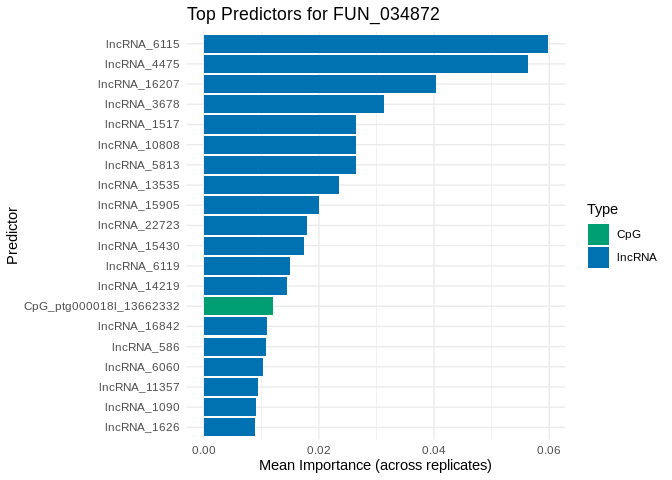 Top Predictors for FUN_034872
Predictor
lncRNA_6115
lncRNA_4475
lncRNA_16207
lncRNA_3678
lncRNA_1517
lncRNA_10808
lncRNA_5813
lncRNA_13535
lncRNA_15905
lncRNA_22723
lncRNA_15430
lncRNA_6119
lncRNA_14219
CpG_ptg000018l_13662332
lncRNA_16842
lncRNA_586
lncRNA_6060
lncRNA_11357
lncRNA_1090
lncRNA_1626
0.00 0.02 0.04 0.06
Mean Importance (across replicates)
Type
CpG
lncRNA